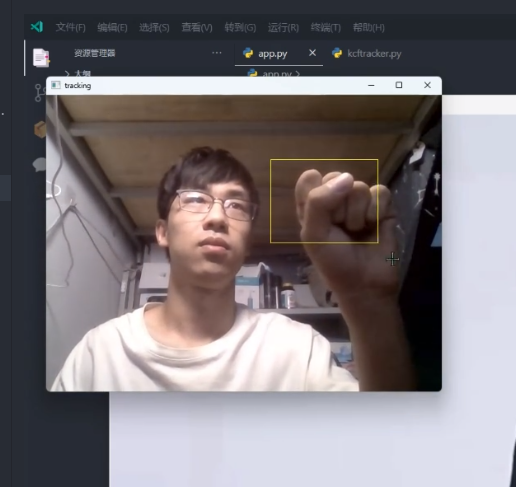 文件(F) 编辑(E) 选择(S) 查看(V) 转到(G) 运行(R) 终端(T) 帮助(H)
资源管理器 ··· app.py × kcftracker.py
大纲 app.py >
tracking